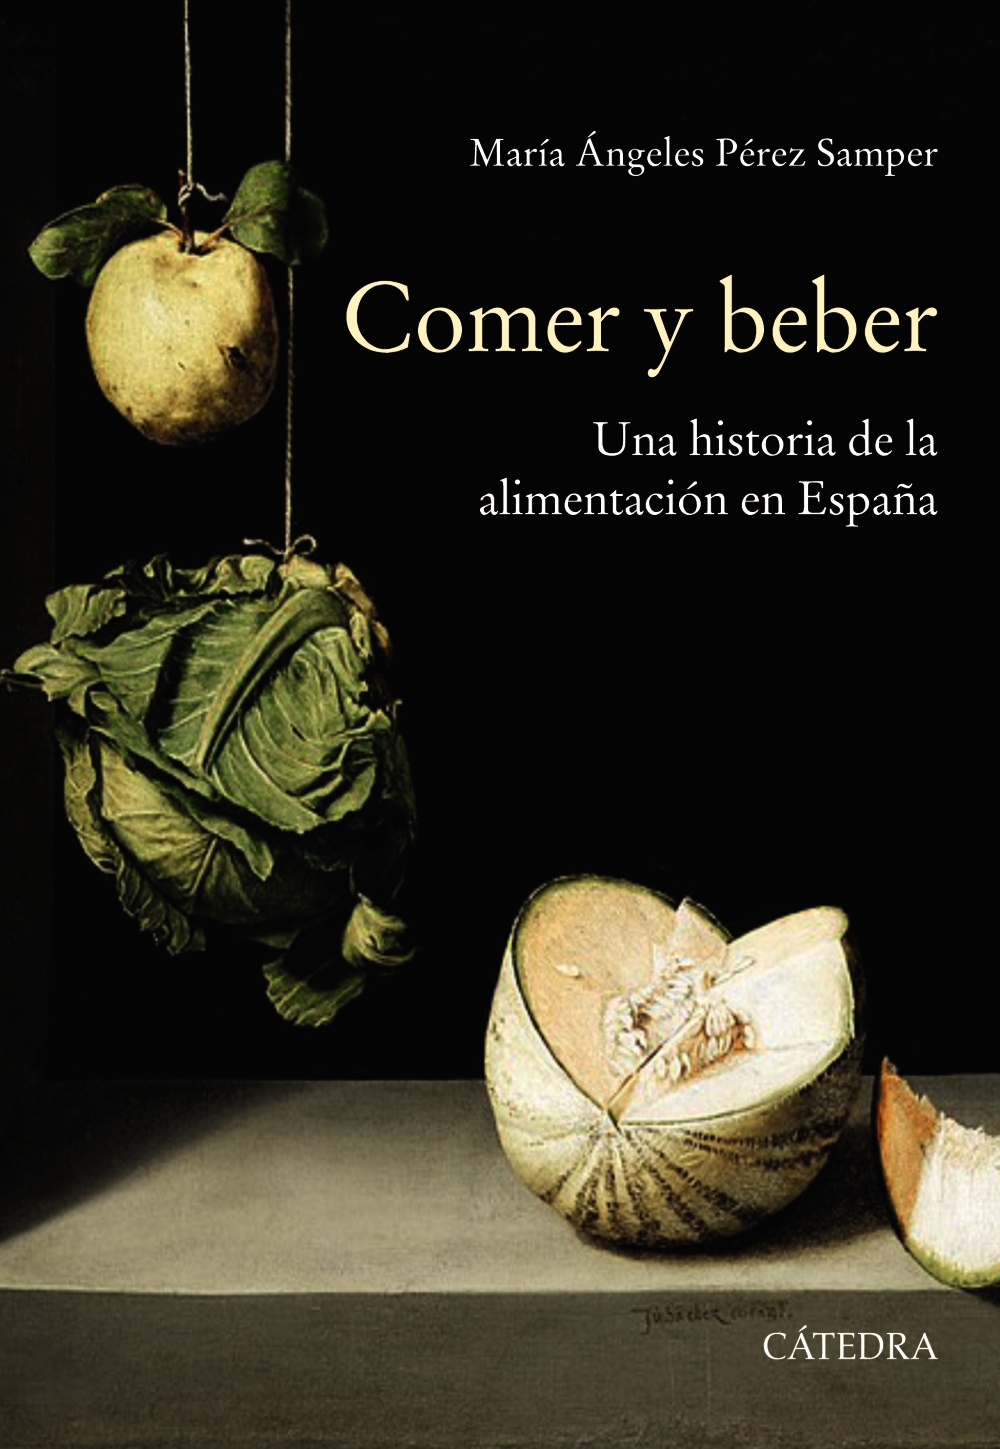 María Ángeles Pérez Samper
Comer y beber
Una historia de la
alimentación en España
CÁTEDRA